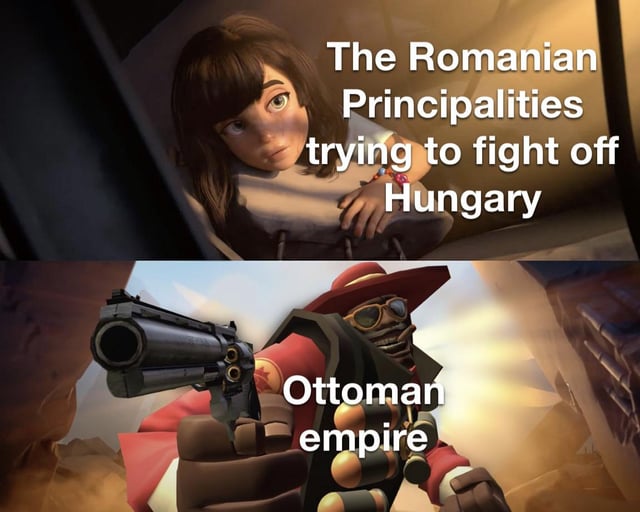 The Romanian
Principalities
trying to fight off
Hungary
Ottoman
empire